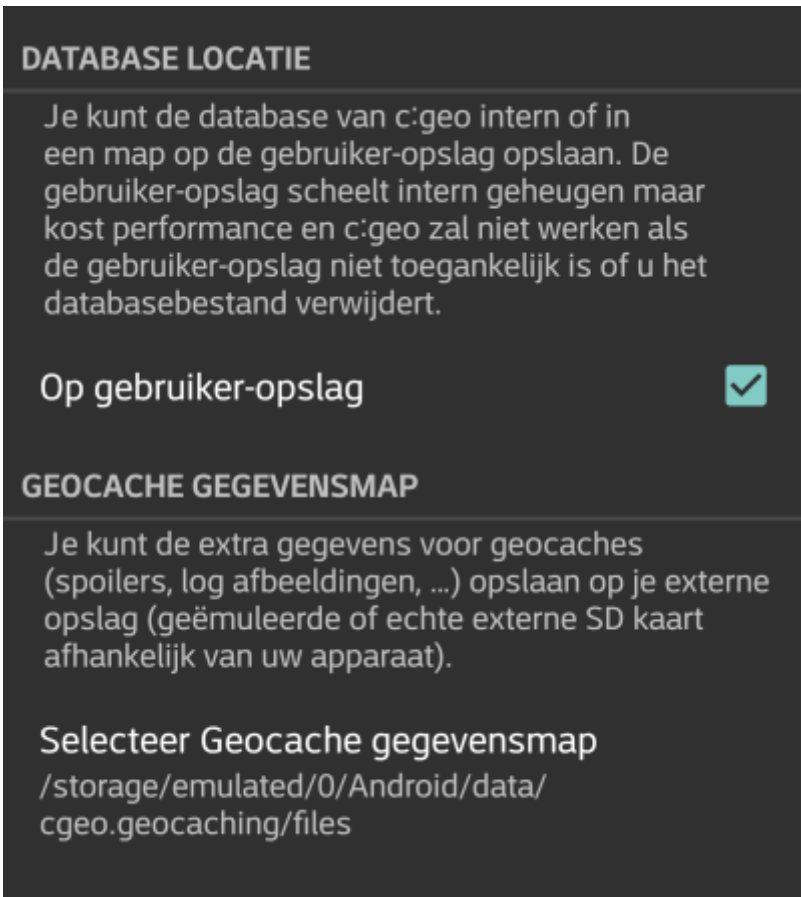 DATABASE LOCATIE
Je kunt de database van c:geo intern of in
een map op de gebruiker-opslag opslaan. De
gebruiker-opslag scheelt intern geheugen maar
kost performance en c:geo zal niet werken als
de gebruiker-opslag niet toegankelijk is of u het
databasebestand verwijdert.
Op gebruiker-opslag
GEOCACHE GEGEVENSMAP
Je kunt de extra gegevens voor geocaches
(spoilers, log afbeeldingen, ...) opslaan op je externe
opslag (geëmuleerde of echte externe SD kaart
afhankelijk van uw apparaat).
Selecteer Geocache gegevensmap
/storage/emulated/0/Android/data/
cgeo.geocaching/files